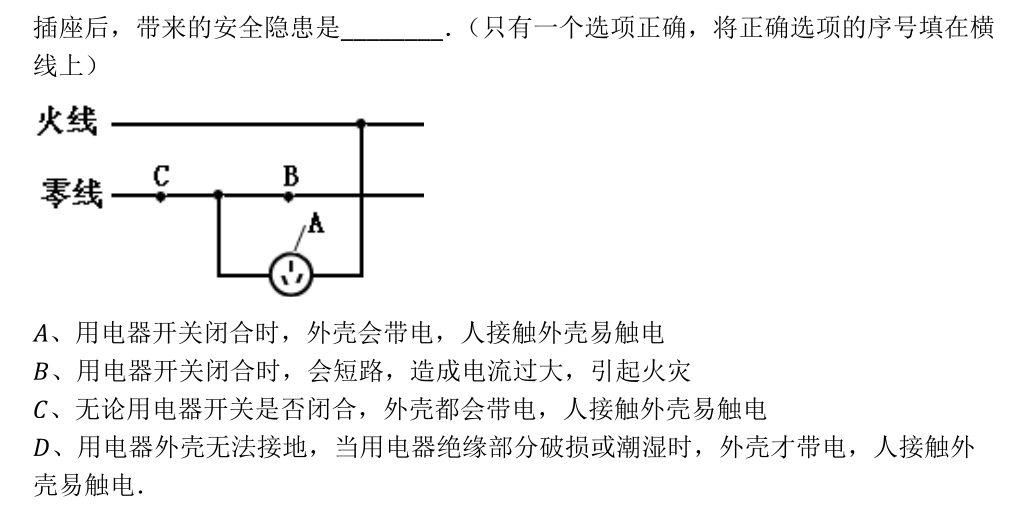 插座后，带来的安全隐患是________．（只有一个选项正确，将正确选项的序号填在横
线上）
火线
C
B
零线
A
A、用电器开关闭合时，外壳会带电，人接触外壳易触电
B、用电器开关闭合时，会短路，造成电流过大，引起火灾
C、无论用电器开关是否闭合，外壳都会带电，人接触外壳易触电
D、用电器外壳无法接地，当用电器绝缘部分破损或潮湿时，外壳才带电，人接触外
壳易触电．